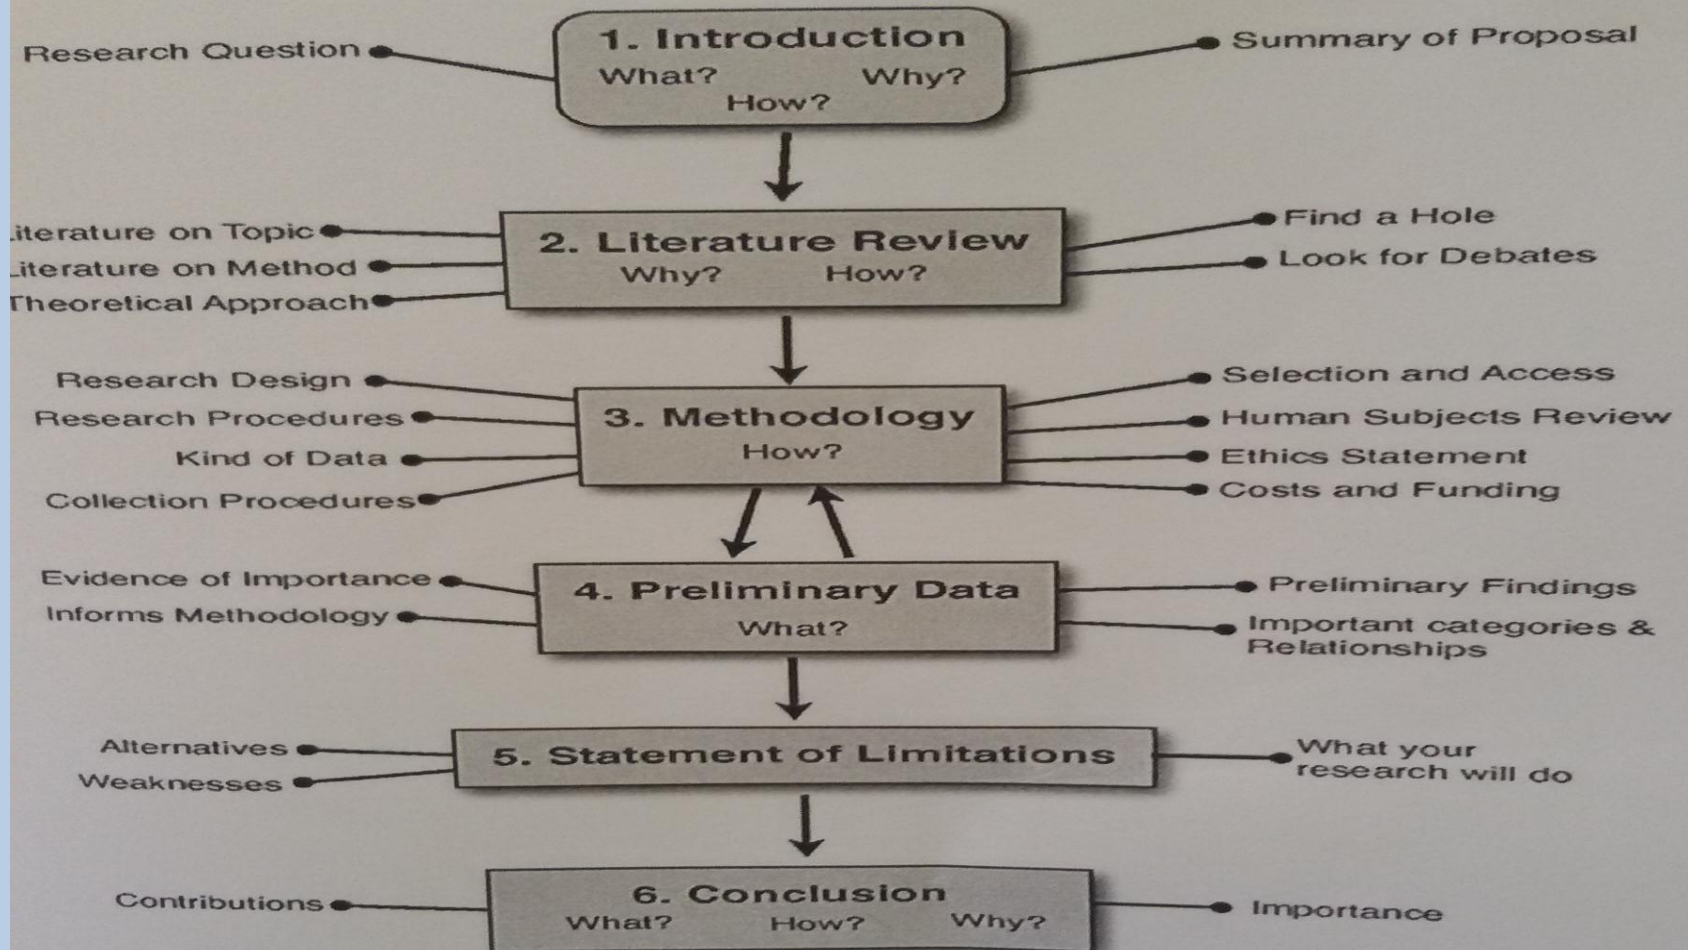 1. Introduction
What? Why?
How?
Research Question
Summary of Proposal
2. Literature Review
Why? How?
iterature on Topic
iterature on Method
Theoretical Approach
Find a Hole
Look for Debates
3. Methodology
How?
Research Design
Research Procedures
Kind of Data
Collection Procedures
Selection and Access
Human Subjects Review
Ethics Statement
Costs and Funding
4. Preliminary Data
What?
Evidence of Importance
Informs Methodology
Preliminary Findings
Important categories &
Relationships
5. Statement of Limitations
Alternatives
Weaknesses
What your
research will do
6. Conclusion
What? How? Why?
Contributions
Importance